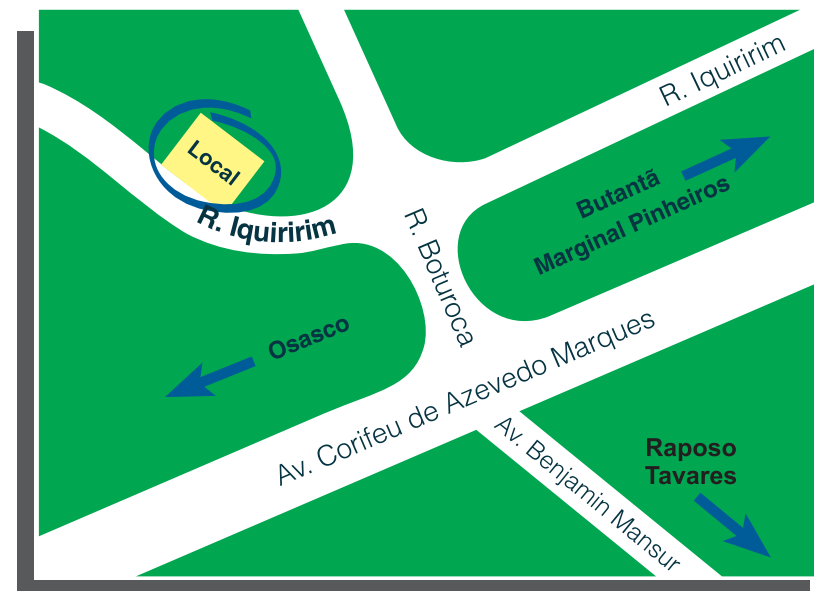 R. Iquiririm
Local
Butantã
Marginal Pinheiros
R. Iquiririm
R. Boturoca
Osasco
Av. Corifeu de Azevedo Marques
Av. Benjamin Mansur
Raposo
Tavares